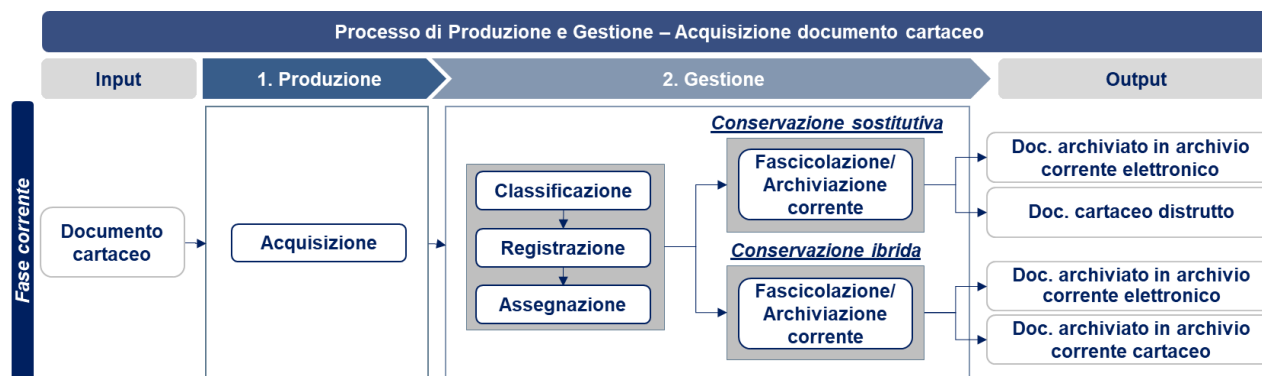 Processo di Produzione e Gestione – Acquisizione documento cartaceo
Input
1. Produzione
2. Gestione
Output
Fase corrente
Documento
cartaceo
Acquisizione
Classificazione
Registrazione
Assegnazione
Conservazione sostitutiva
Fascicolazione/
Archiviazione
corrente
Conservazione ibrida
Fascicolazione/
Archiviazione
corrente
Doc. archiviato in archivio
corrente elettronico
Doc. cartaceo distrutto
Doc. archiviato in archivio
corrente elettronico
Doc. archiviato in archivio
corrente cartaceo